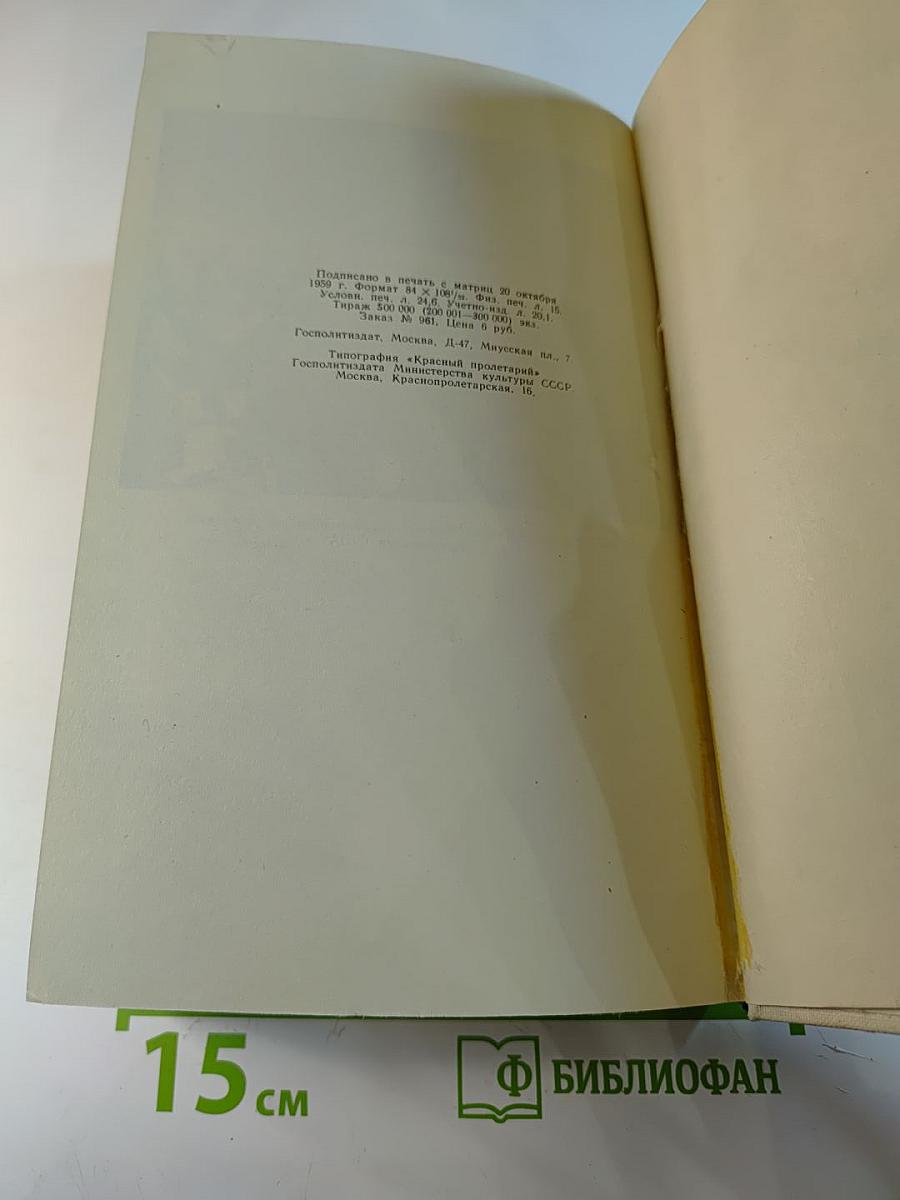 Подписано в печать с матриц 20 октября
1959 г. Формат 84 × 108¹/₃₂. Физ. печ. л. 15.
Условн. печ. л. 24,6. Учетно-изд. л. 20,1.
Тираж 500 000 (200 001—300 000) экз.
Заказ № 961. Цена 6 руб.
Госполитиздат, Москва, Д-47, Миусская пл., 7.
Типография «Красный пролетарий»
Госполитиздата Министерства культуры СССР.
Москва, Краснопролетарская, 16.
15 см
Ф БИБЛИОФАН